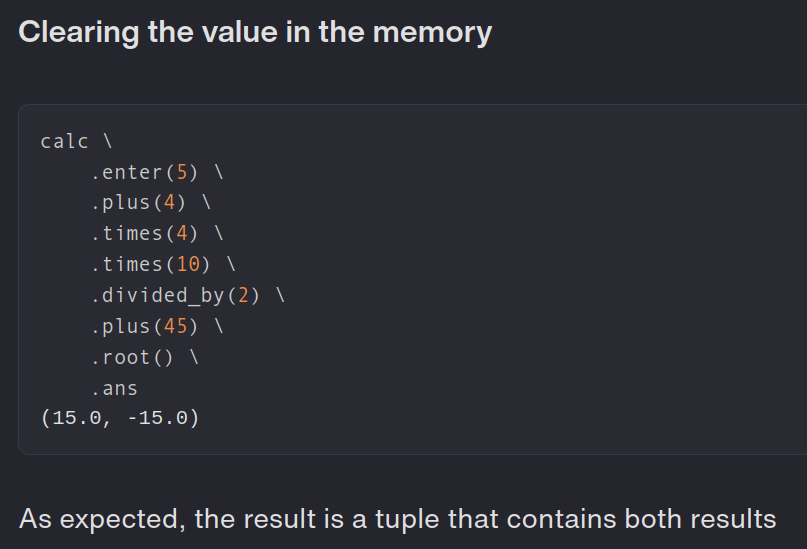 Clearing the value in the memory
calc \
.enter(5) \
.plus(4) \
.times(4) \
.times(10) \
.divided_by(2) \
.plus(45) \
.root() \
.ans
(15.0, -15.0)
As expected, the result is a tuple that contains both results